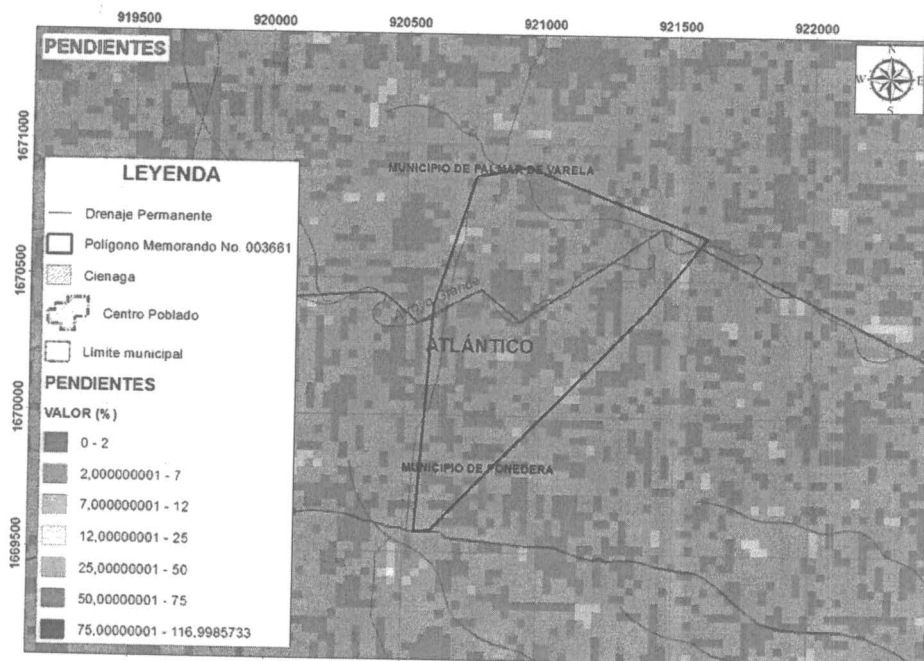 919500 920000 920500 921000 921500 922000
PENDIENTES
N
W E
S
1671000
1670500
1670000
1669500
LEYENDA
Drenaje Permanente
Polígono Memorando No. 003661
Cienaga
Centro Poblado
Límite municipal
PENDIENTES
VALOR (%)
0 - 2
2,000000001 - 7
7,000000001 - 12
12,00000001 - 25
25,00000001 - 50
50,00000001 - 75
75,00000001 - 116,9985733
MUNICIPIO DE PALMAR DE VARELA
Grande
ATLÁNTICO
MUNICIPIO DE PONEDERA